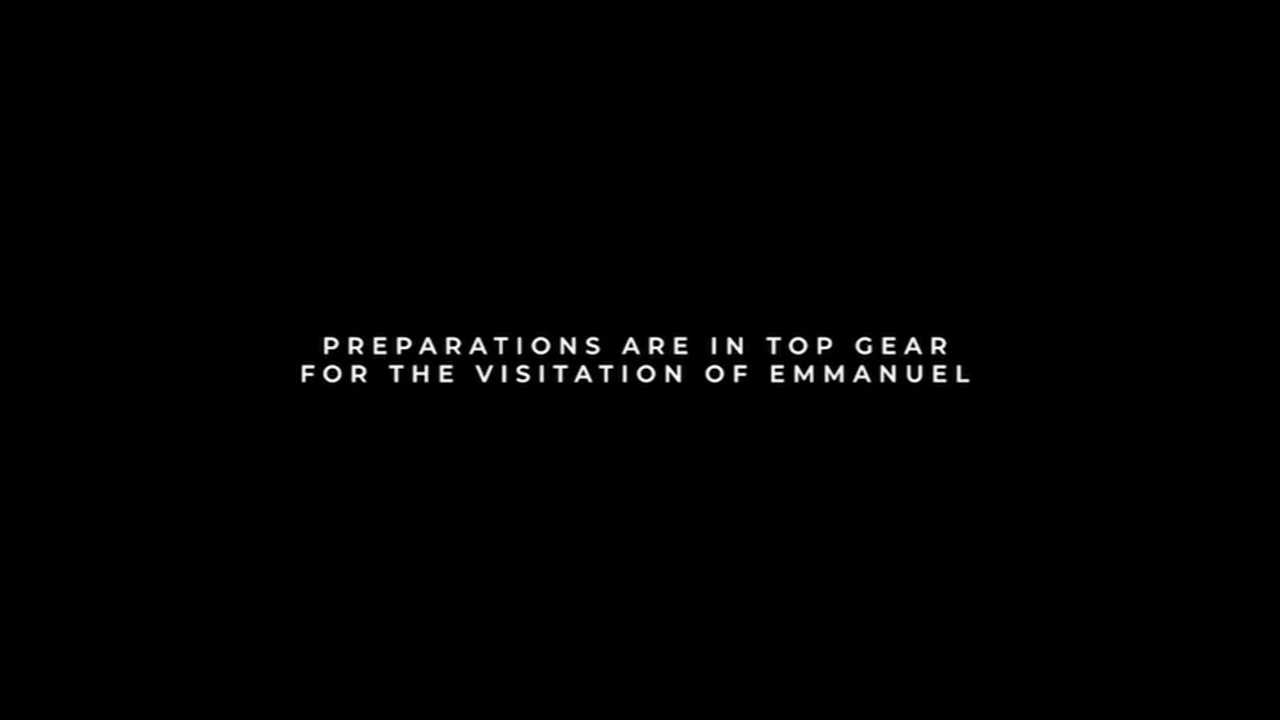 PREPARATIONS ARE IN TOP GEAR
FOR THE VISITATION OF EMMANUEL